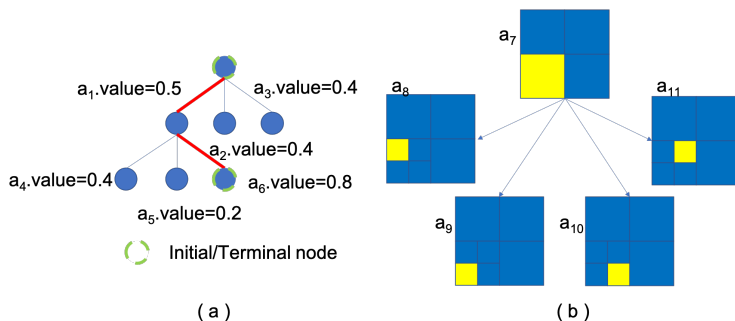 a1.value=0.5
a3.value=0.4
a2.value=0.4
a4.value=0.4
a6.value=0.8
a5.value=0.2
Initial/Terminal node
( a )
a7
a8
a11
a9
a10
( b )